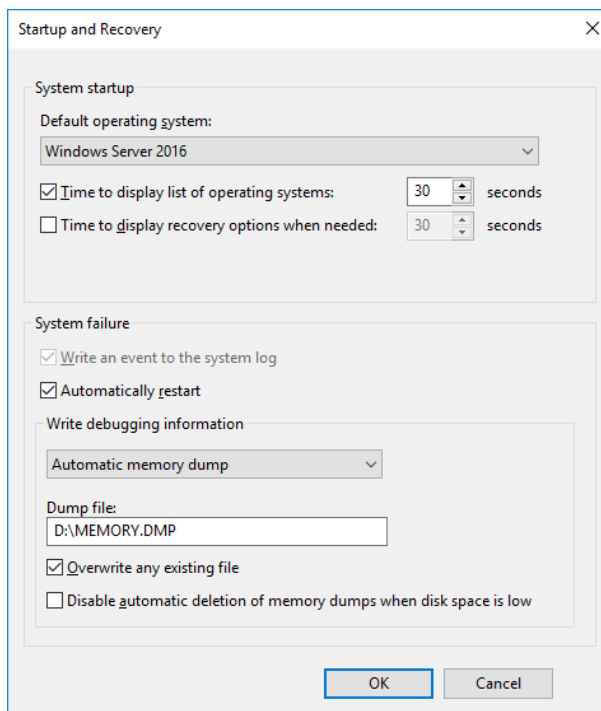 Startup and Recovery
System startup
Default operating system:
Windows Server 2016
Time to display list of operating systems: 30 seconds
Time to display recovery options when needed: 30 seconds
System failure
Write an event to the system log
Automatically restart
Write debugging information
Automatic memory dump
Dump file:
D:\MEMORY.DMP
Overwrite any existing file
Disable automatic deletion of memory dumps when disk space is low
OK Cancel